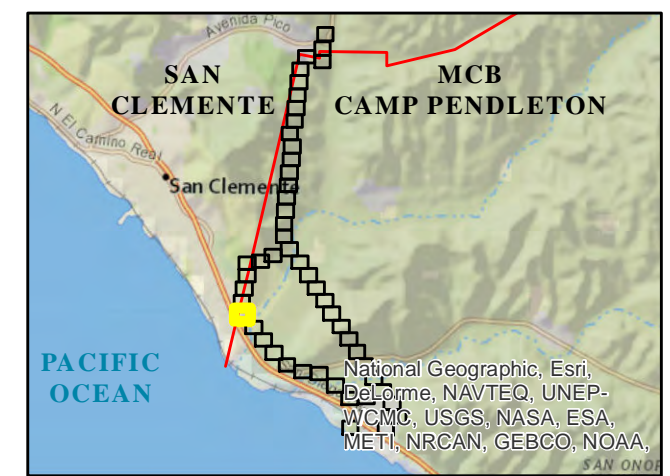 Avenida Pico
SAN
CLEMENTE
MCB
CAMP PENDLETON
N El Camino Real
San Clemente
PACIFIC
OCEAN
National Geographic, Esri,
DeLorme, NAVTEQ, UNEP-
WCMC, USGS, NASA, ESA,
METI, NRCAN, GEBCO, NOAA,
SAN ONOF